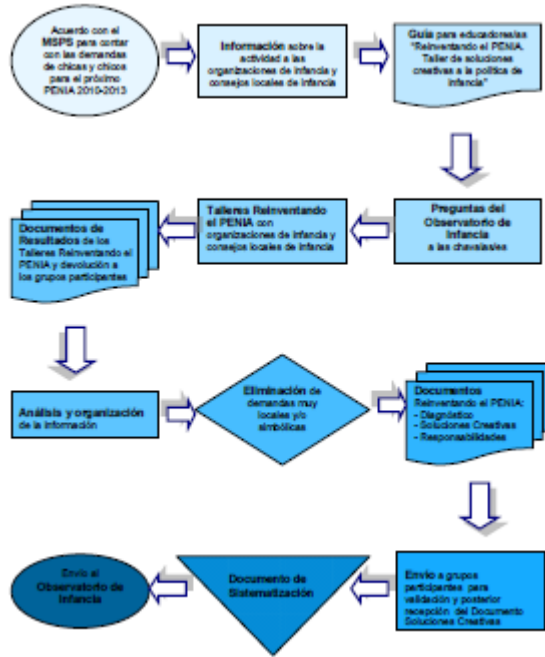 Acuerdo con el
MSPS para contar
con las demandas
de chicas y chicos
para el próximo
PENIA 2010-2013
Información sobre la
actividad a las
organizaciones de infancia y
consejos locales de infancia
Guía para educadores/as
"Reinventando el PENIA.
Taller de soluciones
creativas a la política de
infancia"
Preguntas del
Observatorio de
Infancia
a las chavalas/es
Talleres Reinventando
el PENIA con
organizaciones de infancia y
consejos locales de infancia
Documentos de
Resultados de los
Talleres Reinventando el
PENIA y devolución a
los grupos participantes
Análisis y organización
de la información
Eliminación de
demandas muy
locales y/o
simbólicas
Documentos
Reinventando el PENIA:
- Diagnóstico
- Soluciones Creativas
- Responsabilidades
Envío a grupos
participantes para
validación y posterior
recepción del Documento
Soluciones Creativas
Documento de
Sistematización
Envío al
Observatorio de
Infancia